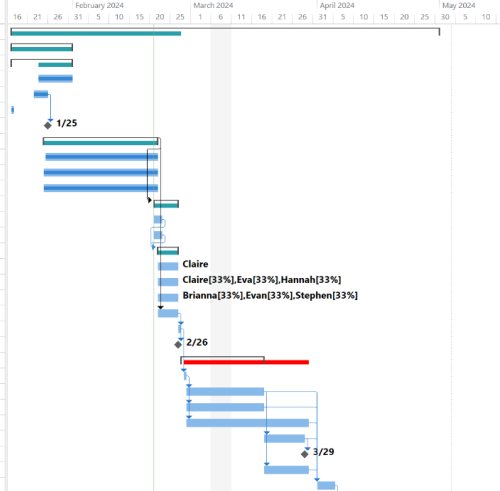 February 2024 March 2024 April 2024 May 2024
16 21 26 31 5 10 15 20 25 1 6 11 16 21 26 31 5 10 15 20 25 30 5 10
1/25
Claire
Claire[33%],Eva[33%],Hannah[33%]
Brianna[33%],Evan[33%],Stephen[33%]
2/26
3/29